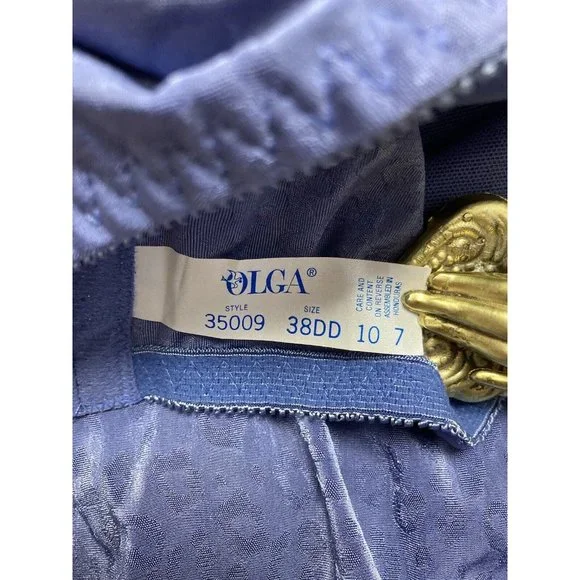 OLGA®
STYLE SIZE
35009 38DD 10 7
CARE AND
CONTENT
ON REVERSE
ASSEMBLED IN
HONDURAS